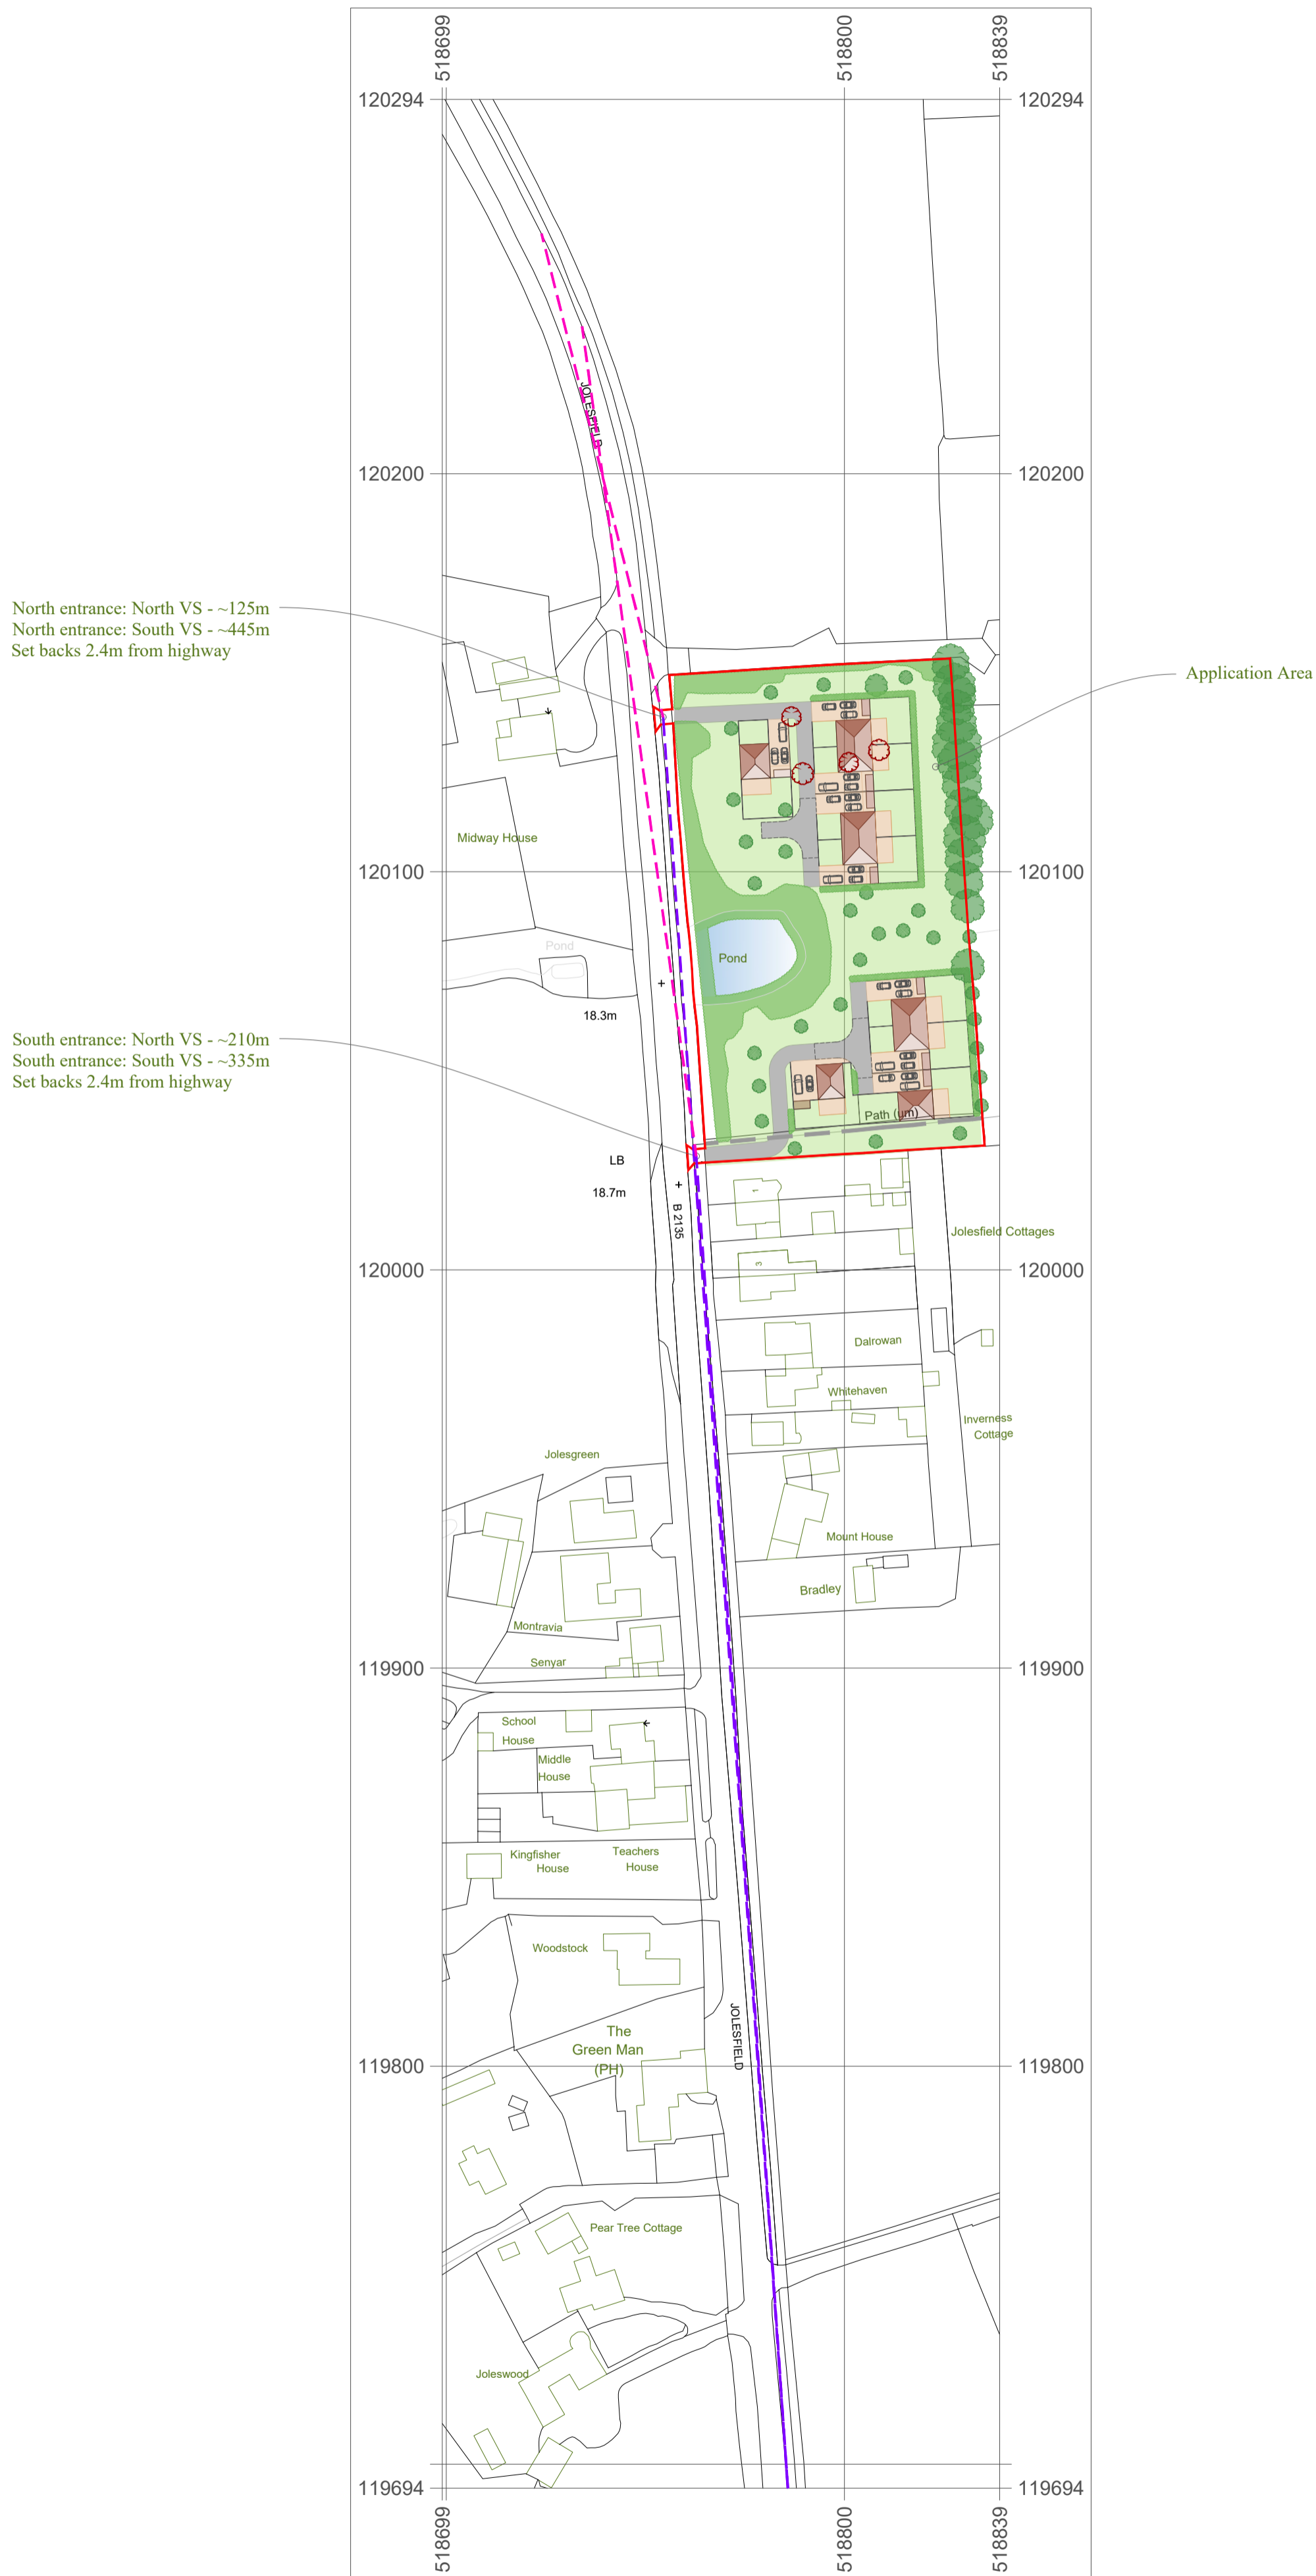 518699
518800
518839
120294
120294
120200
120200
JOLESFIELD
North entrance: North VS - ~125m
North entrance: South VS - ~445m
Set backs 2.4m from highway
Application Area
Midway House
120100
120100
Pond
Pond
18.3m
South entrance: North VS - ~210m
South entrance: South VS - ~335m
Set backs 2.4m from highway
Path (um)
LB
18.7m
B 2135
1
Jolesfield Cottages
3
120000
120000
Dalrowan
Whitehaven
Inverness
Cottage
Jolesgreen
Mount House
Bradley
Montravia
Senyar
119900
119900
School
House
Middle
House
Kingfisher
House
Teachers
House
Woodstock
JOLESFIELD
The
Green Man
(PH)
119800
119800
Pear Tree Cottage
Joleswood
119694
119694
518699
518800
518839